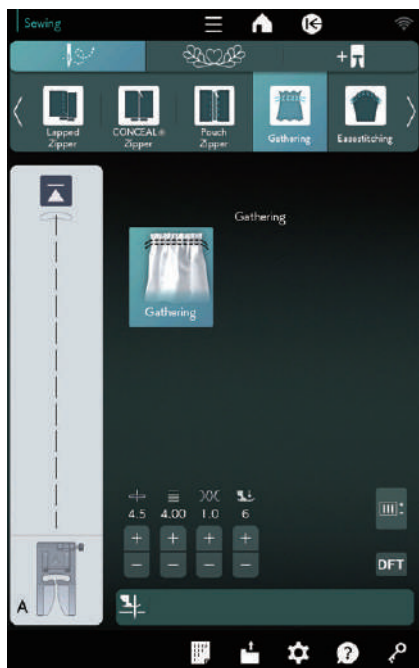 Sewing
Lapped
Zipper
CONCEAL®
Zipper
Pouch
Zipper
Gathering
Easestitching
Gathering
Gathering
4.5 4.00 1.0 6
+ + +
− − −
DFT
A